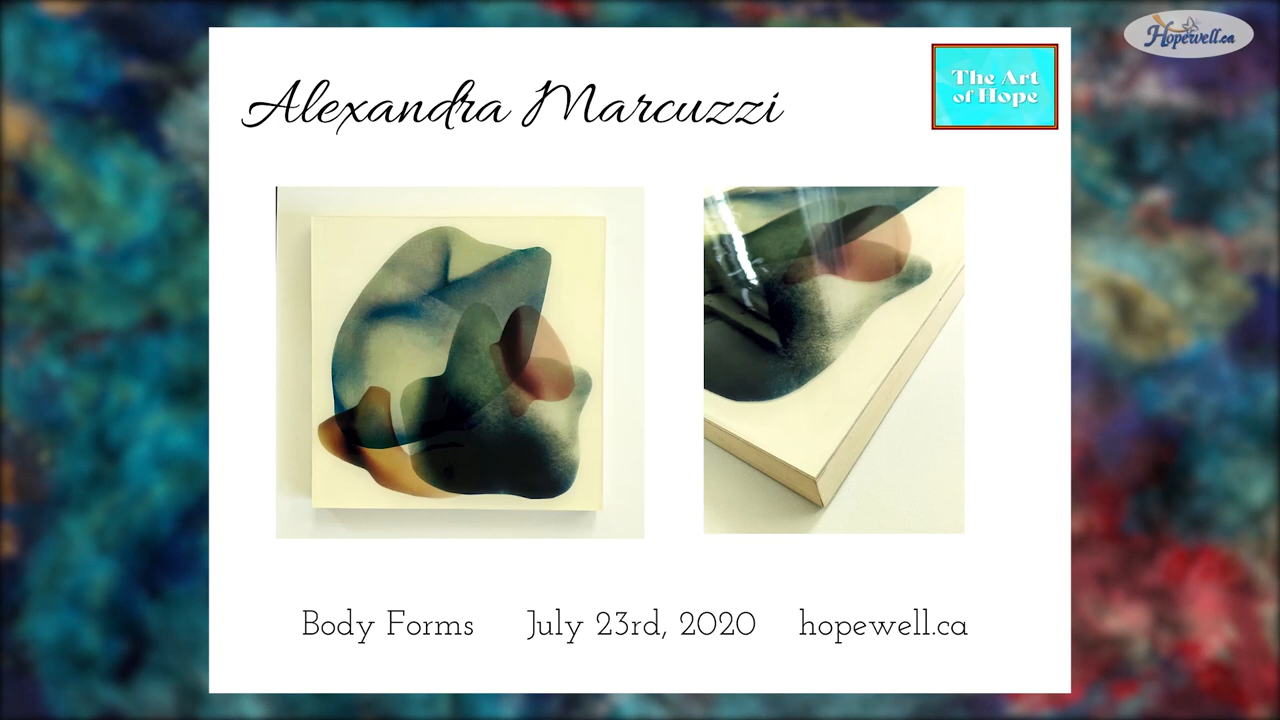 Hopewell.ca
The Art
of Hope
Alexandra Marcuzzi
Body Forms July 23rd, 2020 hopewell.ca